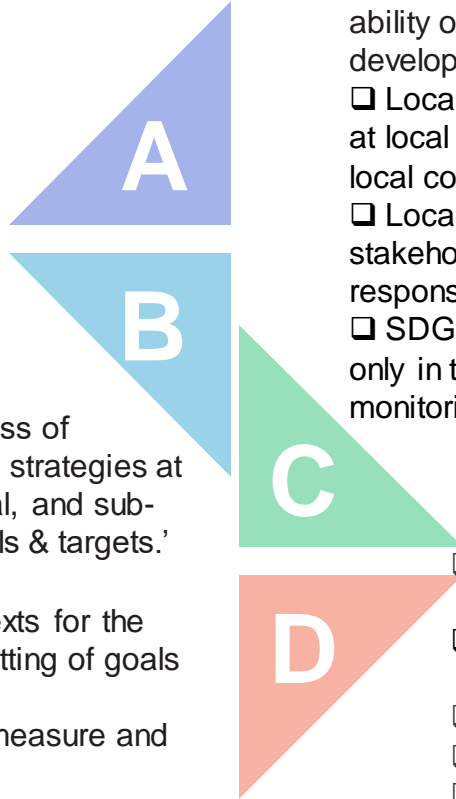 ability o
develop
❑ Loca
at local
local co
❑ Loca
stakeho
respons
❑ SDG
only in t
monitori
A
B
C
D
ss of
strategies at
al, and sub-
ls & targets.’
exts for the
tting of goals
measure and